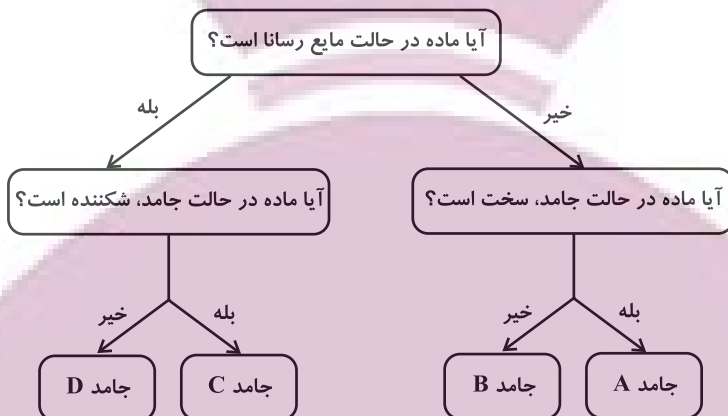 آیا ماده در حالت مایع رسانا است؟
خیر
بله
آیا ماده در حالت جامد، سخت است؟
آیا ماده در حالت جامد، شکننده است؟
بله
خیر
بله
خیر
جامد A
جامد B
جامد C
جامد D